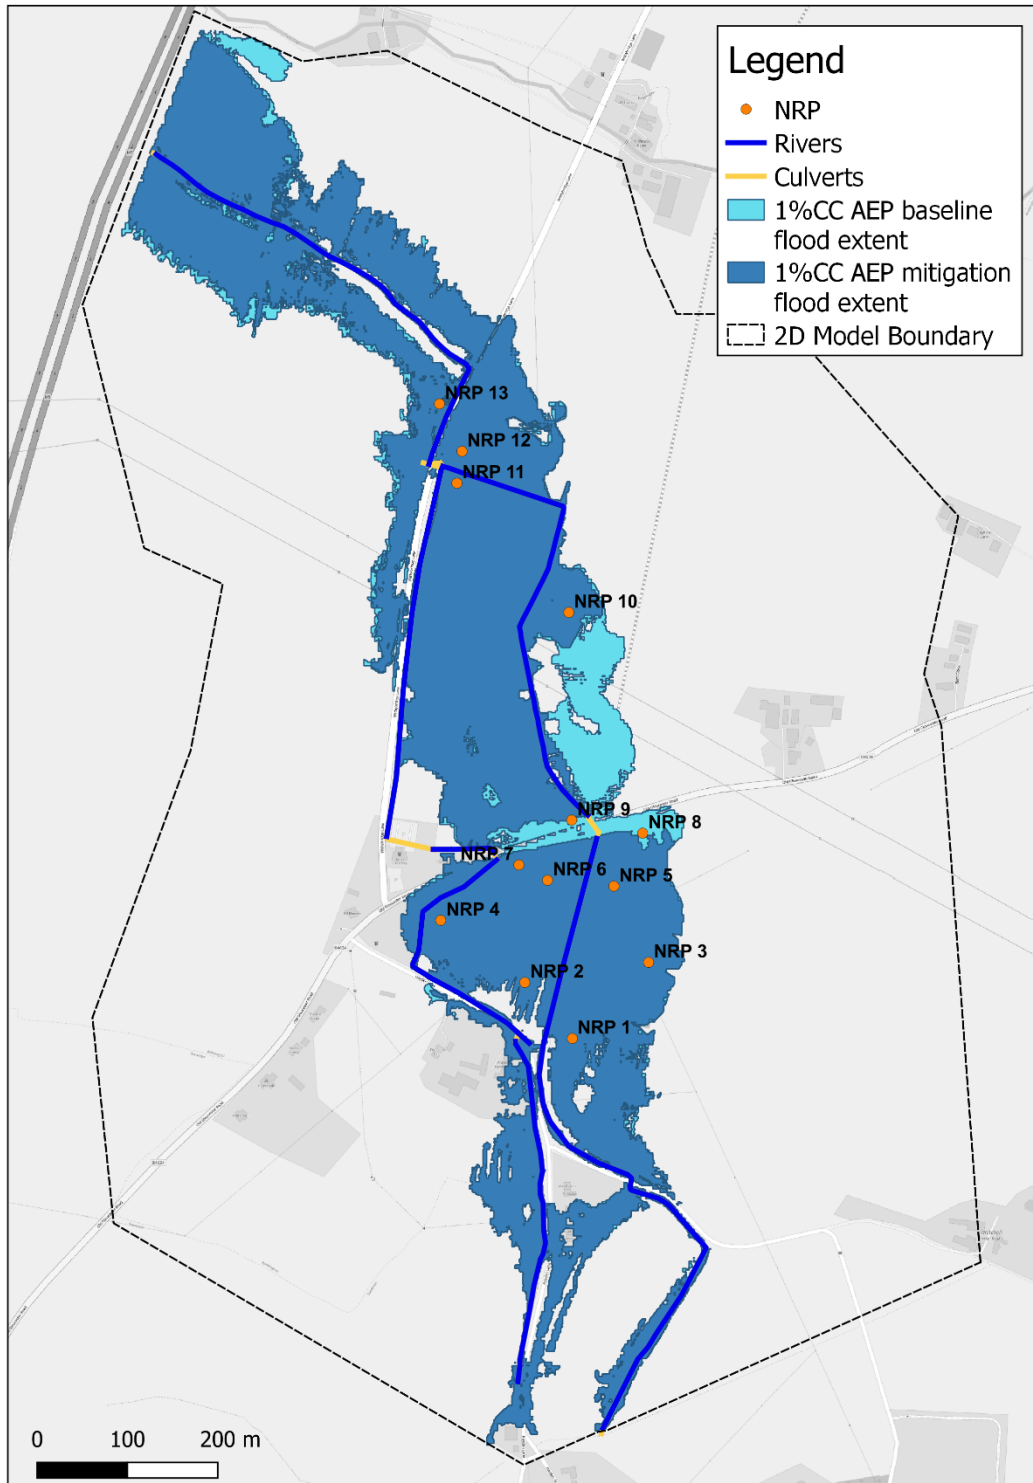 Legend
NRP
Rivers
Culverts
1%CC AEP baseline
flood extent
1%CC AEP mitigation
flood extent
2D Model Boundary
NRP 13
NRP 12
NRP 11
NRP 10
NRP 9
NRP 8
NRP 7
NRP 6
NRP 5
NRP 4
NRP 3
NRP 2
NRP 1
0 100 200 m